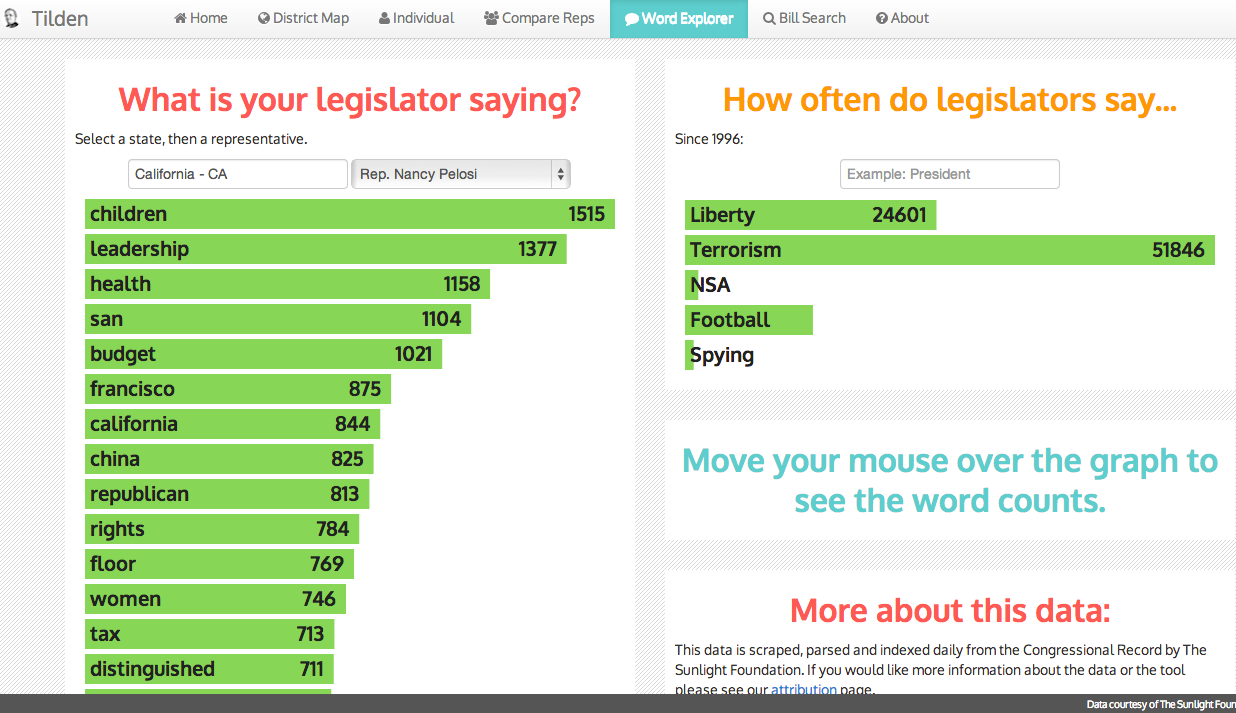 Tilden
Home
District Map
Individual
Compare Reps
Word Explorer
Bill Search
About
What is your legislator saying?
Select a state, then a representative.
California - CA
Rep. Nancy Pelosi
children 1515
leadership 1377
health 1158
san 1104
budget 1021
francisco 875
california 844
china 825
republican 813
rights 784
floor 769
women 746
tax 713
distinguished 711
How often do legislators say...
Since 1996:
Example: President
Liberty 24601
Terrorism 51846
NSA
Football
Spying
Move your mouse over the graph to
see the word counts.
More about this data:
This data is scraped, parsed and indexed daily from the Congressional Record by The
Sunlight Foundation. If you would like more information about the data or the tool
please see our attribution page.
Data courtesy of The Sunlight Foun